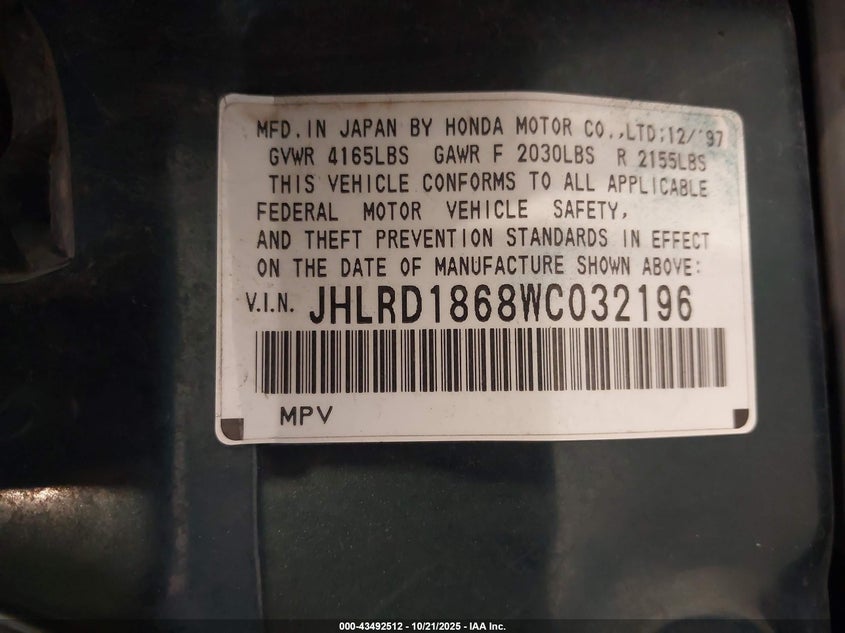 MFD. IN JAPAN BY HONDA MOTOR CO.,LTD;12/'97
GVWR 4165LBS GAWR F 2030LBS R 2155LBS
THIS VEHICLE CONFORMS TO ALL APPLICABLE
FEDERAL MOTOR VEHICLE SAFETY,
AND THEFT PREVENTION STANDARDS IN EFFECT
ON THE DATE OF MANUFACTURE SHOWN ABOVE:
V.I.N. JHLRD1868WC032196
MPV
000-43492512 - 10/21/2025 - IAA Inc.